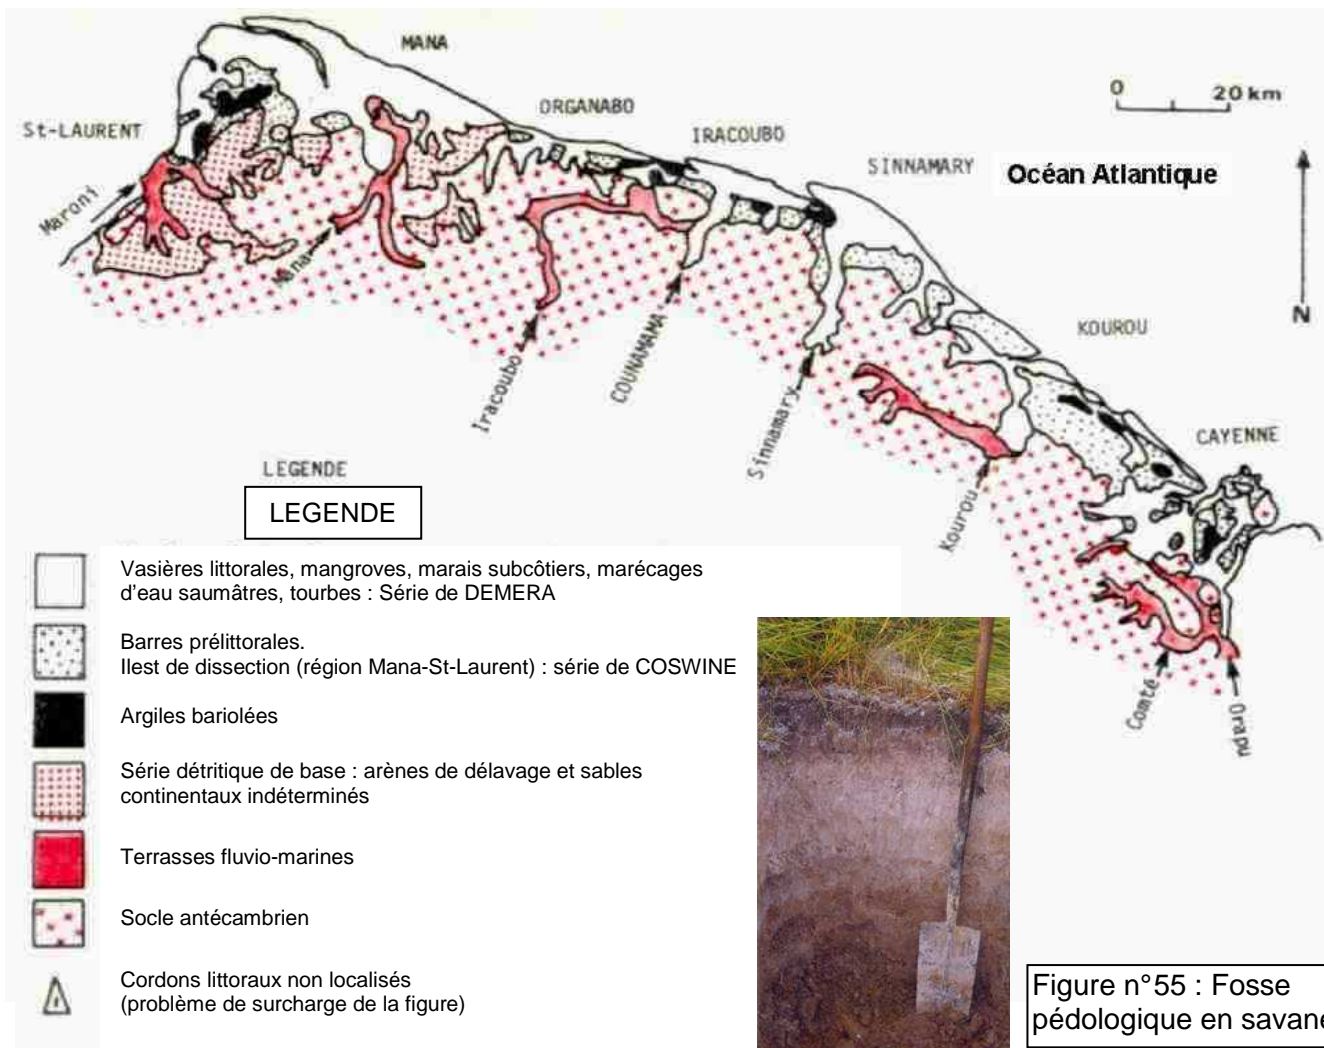 MANA
ORGANABO
IRACOUBO
SINNAMARY
St-LAURENT
0 20 km
Océan Atlantique
N
Maroni
Mana
Iracoubo
COUNAMAMA
Sinnamary
KOUROU
Kourou
CAYENNE
Comté
Orapu
LEGENDE
LEGENDE
Vasières littorales, mangroves, marais subcôtiers, marécages
d'eau saumâtres, tourbes : Série de DEMERA
Barres prélittorales.
Ilest de dissection (région Mana-St-Laurent) : série de COSWINE
Argiles bariolées
Série détritique de base : arènes de délavage et sables
continentaux indéterminés
Terrasses fluvio-marines
Socle antécambrien
Cordons littoraux non localisés
(problème de surcharge de la figure)
Figure n°55 : Fosse
pédologique en savane